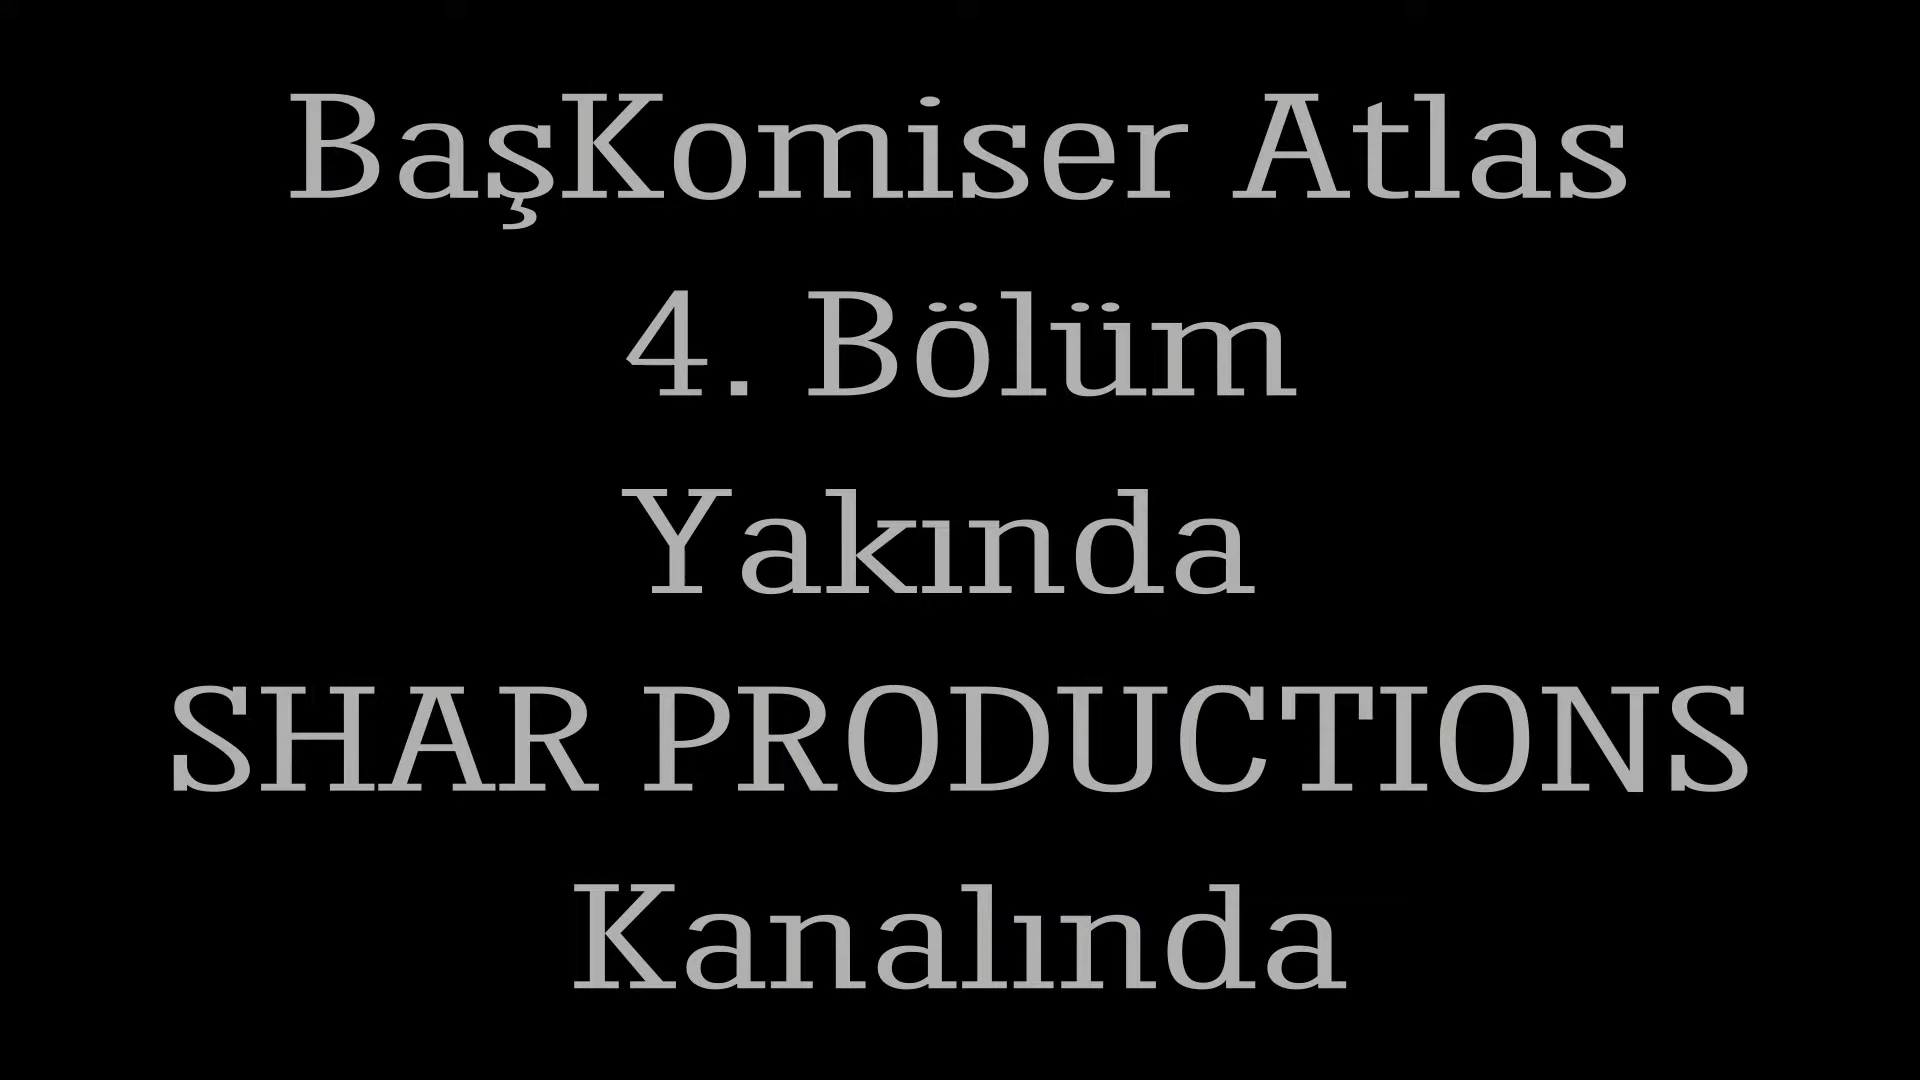 BaşKomiser Atlas
4. Bölüm
Yakında
SHAR PRODUCTIONS
Kanalında